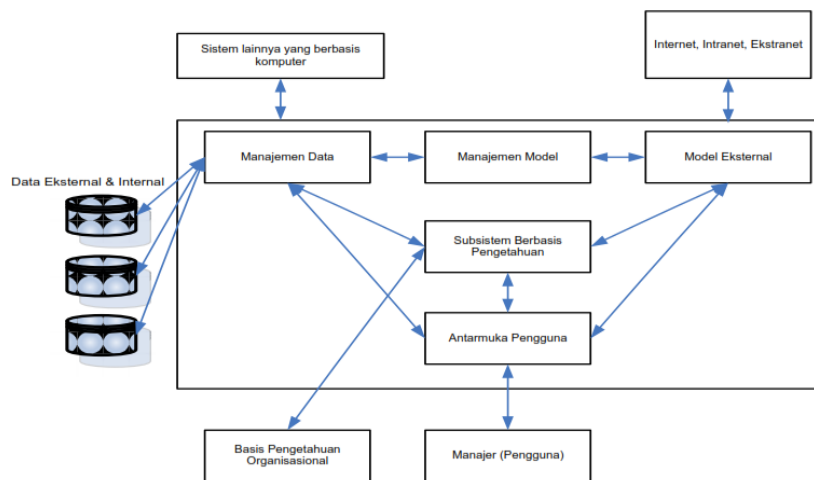 Sistem lainnya yang berbasis
komputer
Internet, Intranet, Ekstranet
Manajemen Data
Manajemen Model
Model Eksternal
Data Eksternal & Internal
Subsistem Berbasis
Pengetahuan
Antarmuka Pengguna
Basis Pengetahuan
Organisasional
Manajer (Pengguna)